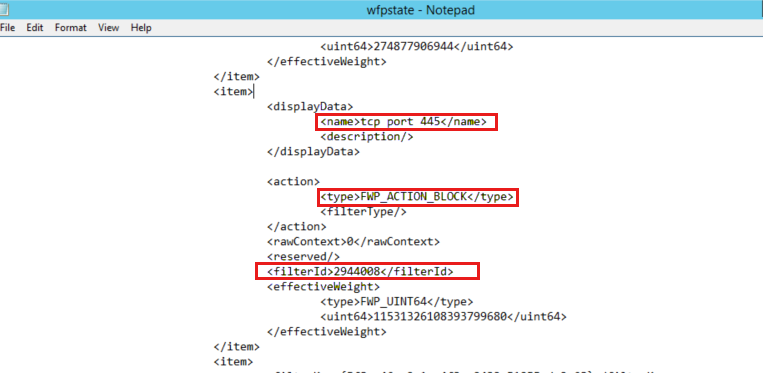 wfpstate - Notepad
File Edit Format View Help
<uint64>274877906944</uint64>
</effectiveWeight>
</item>
<item>
<displayData>
<name>tcp port 445</name>
<description/>
</displayData>
<action>
<type>FWP_ACTION_BLOCK</type>
<filterType/>
</action>
<rawContext>0</rawContext>
<reserved/>
<filterId>2944008</filterId>
<effectiveWeight>
<type>FWP_UINT64</type>
<uint64>11531326108393799680</uint64>
</effectiveWeight>
</item>
<item>